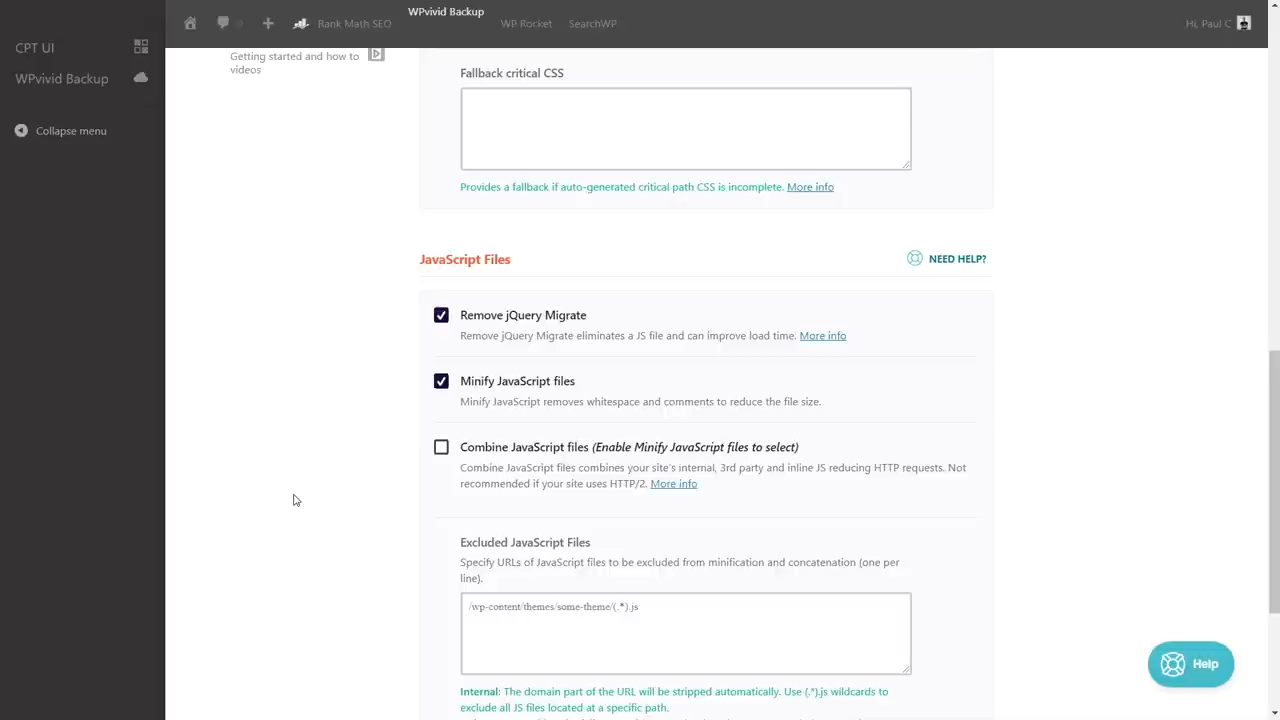 WPvivid Backup
Rank Math SEO
WP Rocket
SearchWP
Hi, Paul C
CPT UI
WPvivid Backup
Collapse menu
Getting started and how to
videos
Fallback critical CSS
Provides a fallback if auto-generated critical path CSS is incomplete. More info
JavaScript Files
NEED HELP?
Remove jQuery Migrate
Remove jQuery Migrate eliminates a JS file and can improve load time. More info
Minify JavaScript files
Minify JavaScript removes whitespace and comments to reduce the file size.
Combine JavaScript files (Enable Minify JavaScript files to select)
Combine JavaScript files combines your site's internal, 3rd party and inline JS reducing HTTP requests. Not
recommended if your site uses HTTP/2. More info
Excluded JavaScript Files
Specify URLs of JavaScript files to be excluded from minification and concatenation (one per
line).
/wp-content/themes/some-theme/(.*).js
Internal: The domain part of the URL will be stripped automatically. Use (.*).js wildcards to
exclude all JS files located at a specific path.
Help